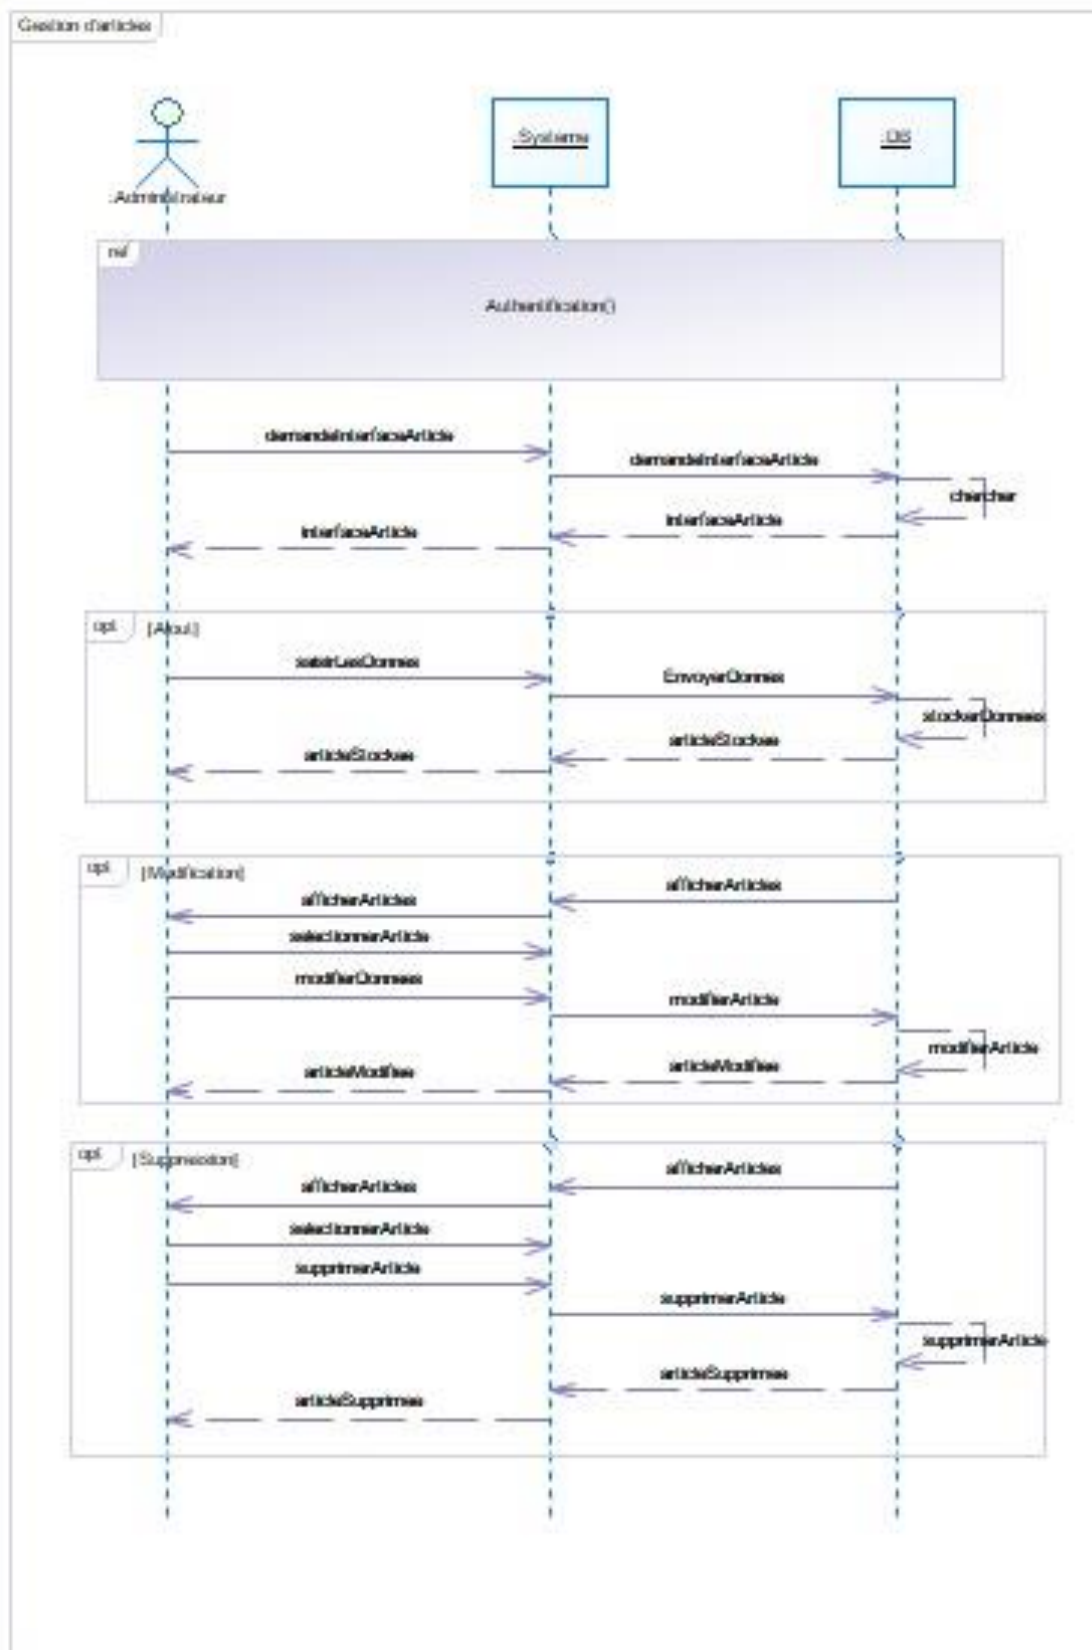 Gestion d'articles
:Administrateur
:Systeme
:DB
ref
Authentification()
demandeInterfaceArticle
demandeInterfaceArticle
chercher
interfaceArticle
interfaceArticle
opt
[Ajout]
saisirLesDonnes
EnvoyerDonnes
stockerDonnees
articleStockee
articleStockee
opt
[Modification]
afficherArticles
afficherArticles
selectionnerArticle
modifierDonnees
modifierArticle
modifierArticle
articleModifiee
articleModifiee
opt
[Suppression]
afficherArticles
afficherArticles
selectionnerArticle
supprimerArticle
supprimerArticle
supprimerArticle
articleSupprimee
articleSupprimee